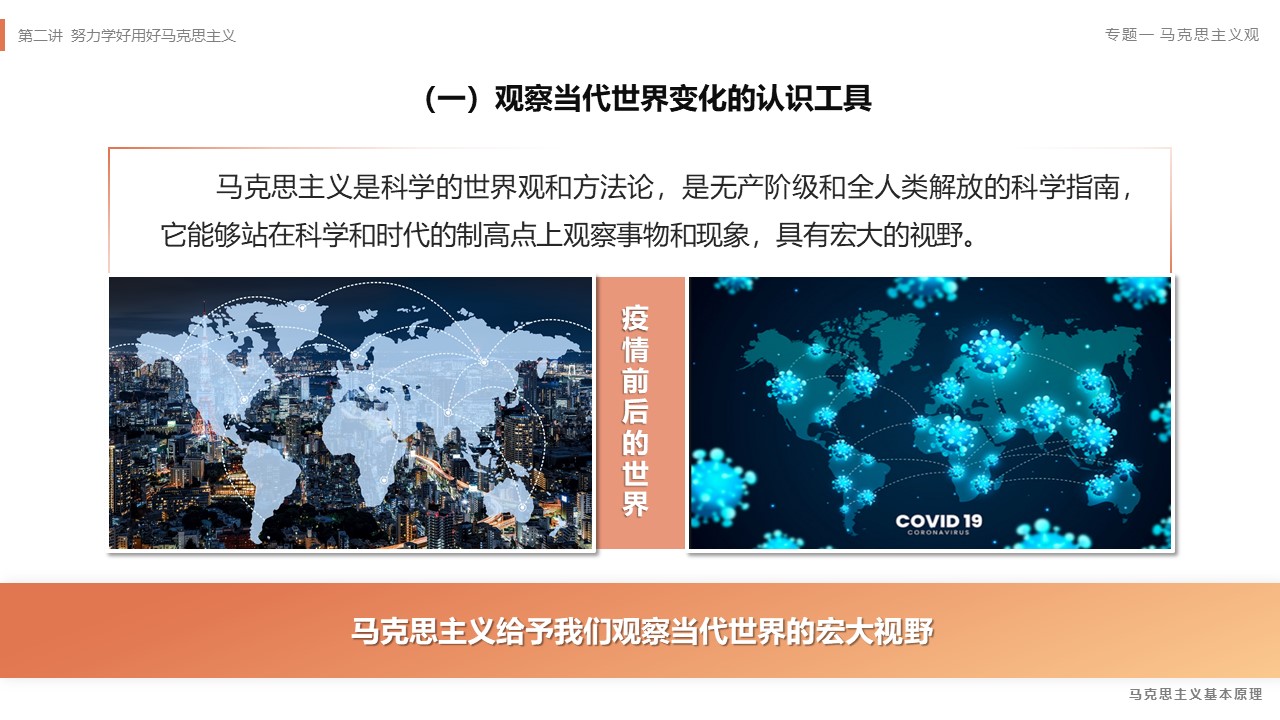 第二讲 努力学好用好马克思主义
专题一 马克思主义观
（一）观察当代世界变化的认识工具
马克思主义是科学的世界观和方法论，是无产阶级和全人类解放的科学指南，
它能够站在科学和时代的制高点上观察事物和现象，具有宏大的视野。
疫情前后的世界
COVID 19
CORONAVIRUS
马克思主义给予我们观察当代世界的宏大视野
马克思主义基本原理